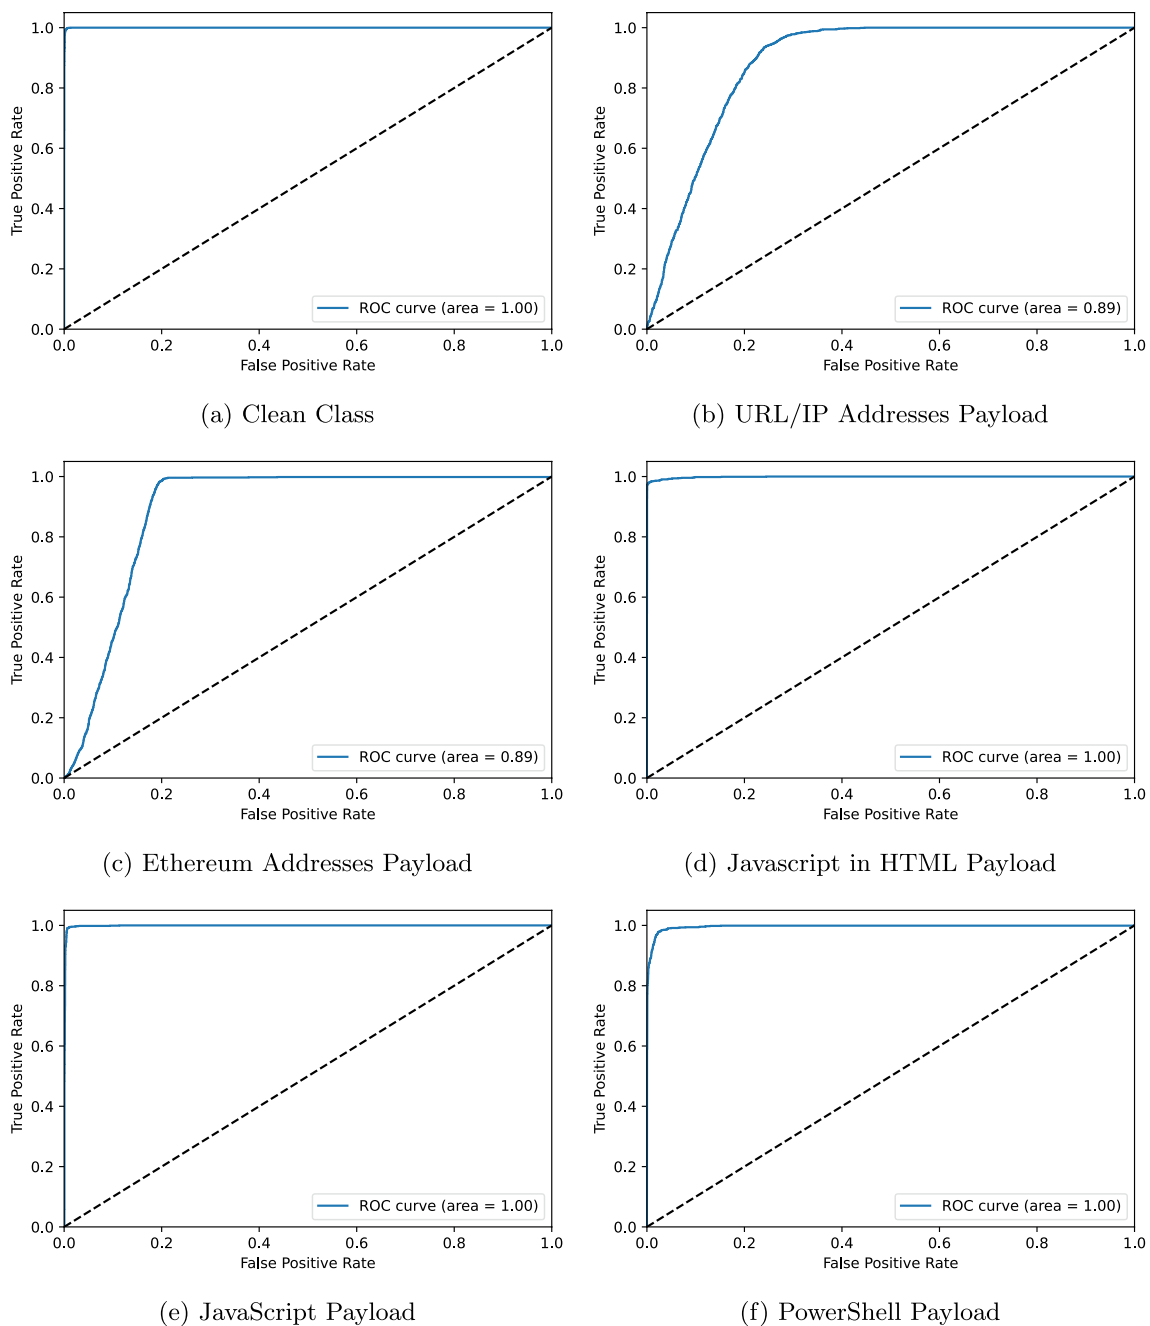 1.0
0.8
0.6
0.4
0.2
0.0
True Positive Rate
ROC curve (area = 1.00)
0.0 0.2 0.4 0.6 0.8 1.0
False Positive Rate
(a) Clean Class
1.0
0.8
0.6
0.4
0.2
0.0
True Positive Rate
ROC curve (area = 0.89)
0.0 0.2 0.4 0.6 0.8 1.0
False Positive Rate
(b) URL/IP Addresses Payload
1.0
0.8
0.6
0.4
0.2
0.0
True Positive Rate
ROC curve (area = 0.89)
0.0 0.2 0.4 0.6 0.8 1.0
False Positive Rate
(c) Ethereum Addresses Payload
1.0
0.8
0.6
0.4
0.2
0.0
True Positive Rate
ROC curve (area = 1.00)
0.0 0.2 0.4 0.6 0.8 1.0
False Positive Rate
(d) Javascript in HTML Payload
1.0
0.8
0.6
0.4
0.2
0.0
True Positive Rate
ROC curve (area = 1.00)
0.0 0.2 0.4 0.6 0.8 1.0
False Positive Rate
(e) JavaScript Payload
1.0
0.8
0.6
0.4
0.2
0.0
True Positive Rate
ROC curve (area = 1.00)
0.0 0.2 0.4 0.6 0.8 1.0
False Positive Rate
(f) PowerShell Payload